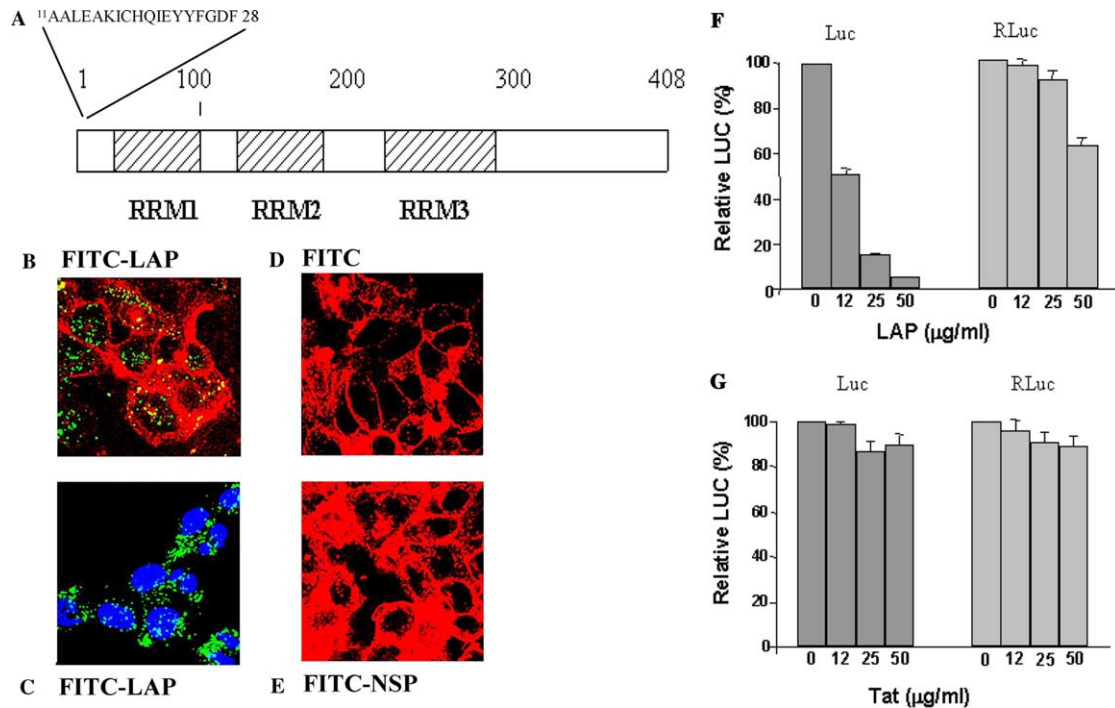 A
¹¹AALEAKICHQIEYYFGDF 28
1 100 200 300 408
RRM1 RRM2 RRM3
B FITC-LAP
D FITC
C FITC-LAP
E FITC-NSP
F
Luc RLuc
Relative LUC (%)
100
80
60
40
20
0
0 12 25 50 0 12 25 50
LAP (µg/ml)
G
Luc RLuc
Relative LUC (%)
100
80
60
40
20
0
0 12 25 50 0 12 25 50
Tat (µg/ml)